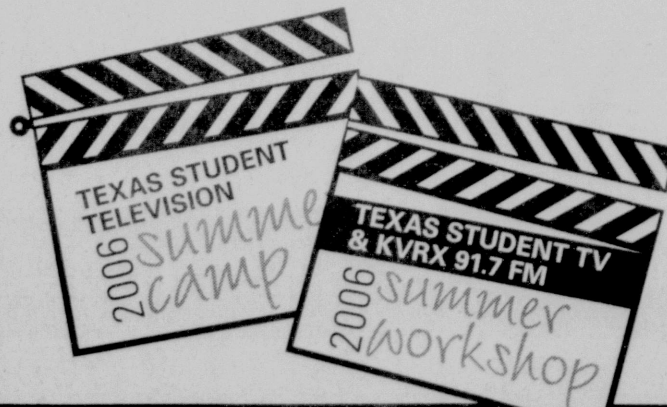 TEXAS STUDENT
TELEVISION
2006
summe
camp
TEXAS STUDENT TV
& KVRX 91.7 FM
2006
summer
workshop